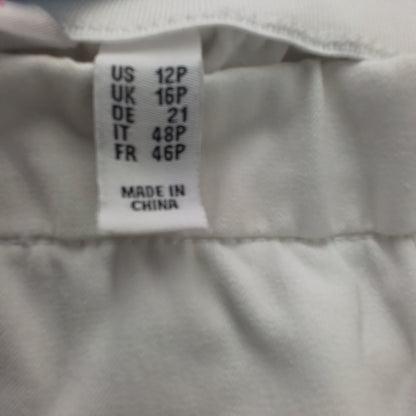 US 12P
UK 16P
DE 21
IT 48P
FR 46P
MADE IN
CHINA